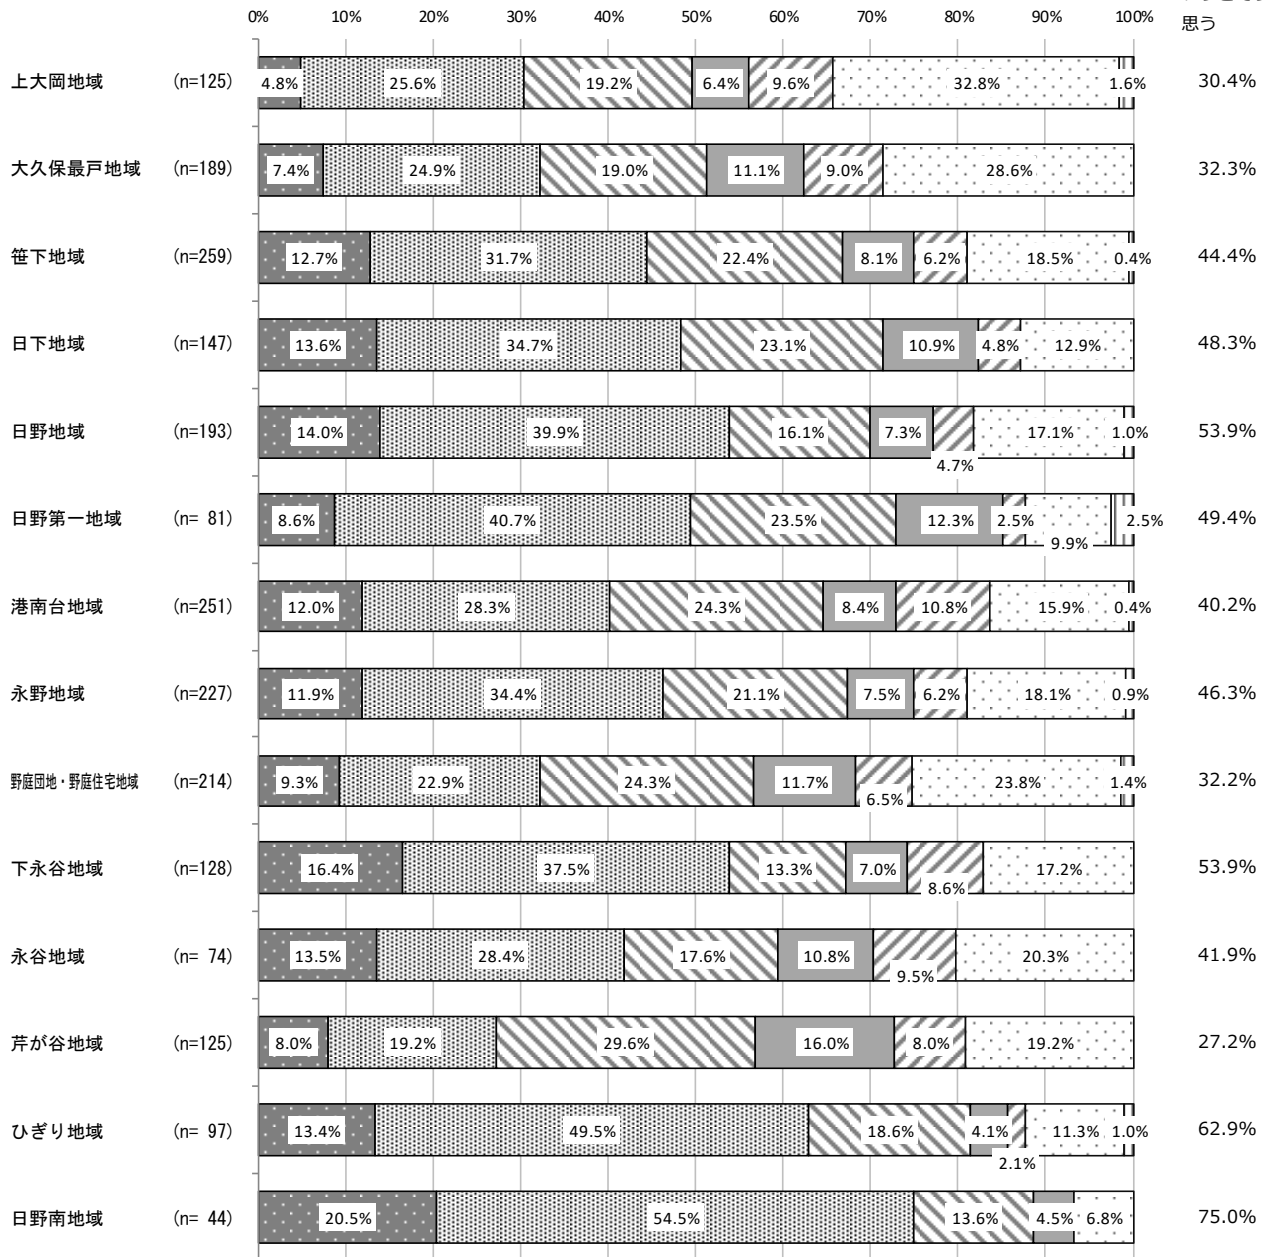 0% 10% 20% 30% 40% 50% 60% 70% 80% 90% 100%
思う
上大岡地域 (n=125) 4.8% 25.6% 19.2% 6.4% 9.6% 32.8% 1.6% 30.4%
大久保最戸地域 (n=189) 7.4% 24.9% 19.0% 11.1% 9.0% 28.6% 32.3%
笹下地域 (n=259) 12.7% 31.7% 22.4% 8.1% 6.2% 18.5% 0.4% 44.4%
日下地域 (n=147) 13.6% 34.7% 23.1% 10.9% 4.8% 12.9% 48.3%
日野地域 (n=193) 14.0% 39.9% 16.1% 7.3% 4.7% 17.1% 1.0% 53.9%
日野第一地域 (n= 81) 8.6% 40.7% 23.5% 12.3% 2.5% 9.9% 2.5% 49.4%
港南台地域 (n=251) 12.0% 28.3% 24.3% 8.4% 10.8% 15.9% 0.4% 40.2%
永野地域 (n=227) 11.9% 34.4% 21.1% 7.5% 6.2% 18.1% 0.9% 46.3%
野庭団地・野庭住宅地域 (n=214) 9.3% 22.9% 24.3% 11.7% 6.5% 23.8% 1.4% 32.2%
下永谷地域 (n=128) 16.4% 37.5% 13.3% 7.0% 8.6% 17.2% 53.9%
永谷地域 (n= 74) 13.5% 28.4% 17.6% 10.8% 9.5% 20.3% 41.9%
芹が谷地域 (n=125) 8.0% 19.2% 29.6% 16.0% 8.0% 19.2% 27.2%
ひぎり地域 (n= 97) 13.4% 49.5% 18.6% 4.1% 2.1% 11.3% 1.0% 62.9%
日野南地域 (n= 44) 20.5% 54.5% 13.6% 4.5% 6.8% 75.0%